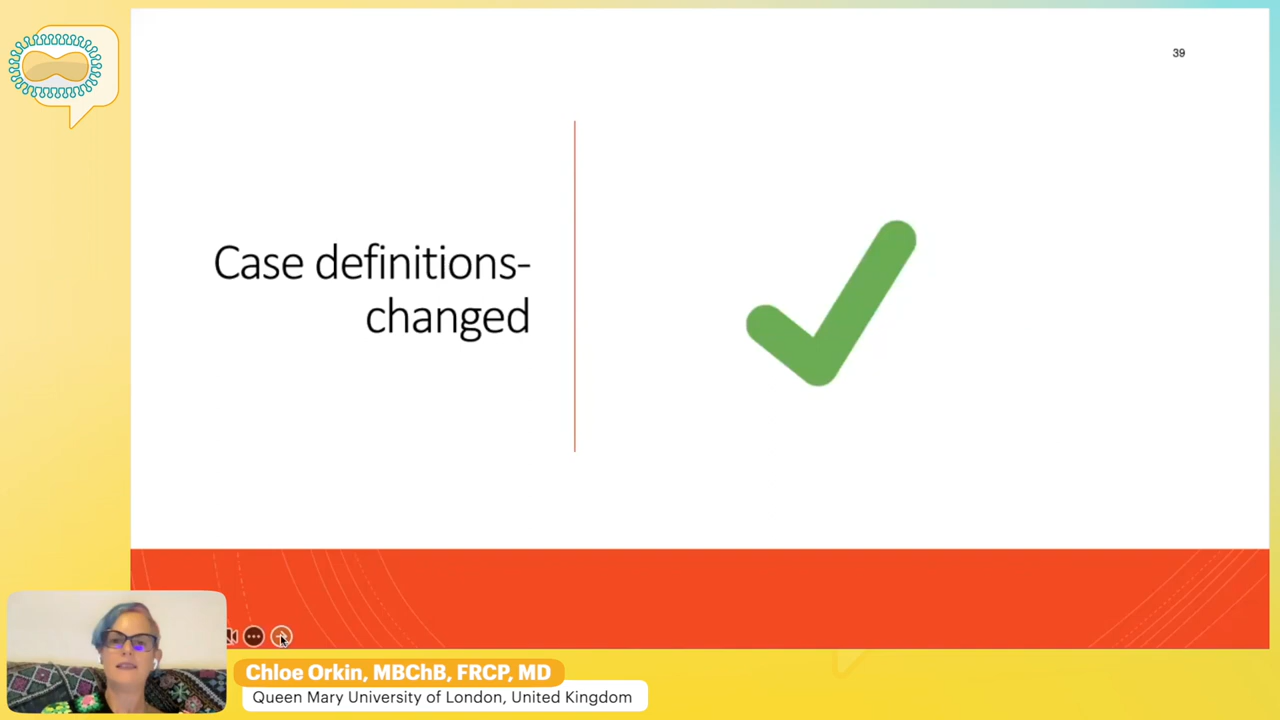 39
Case definitions-
changed
Chloe Orkin, MBChB, FRCP, MD
Queen Mary University of London, United Kingdom